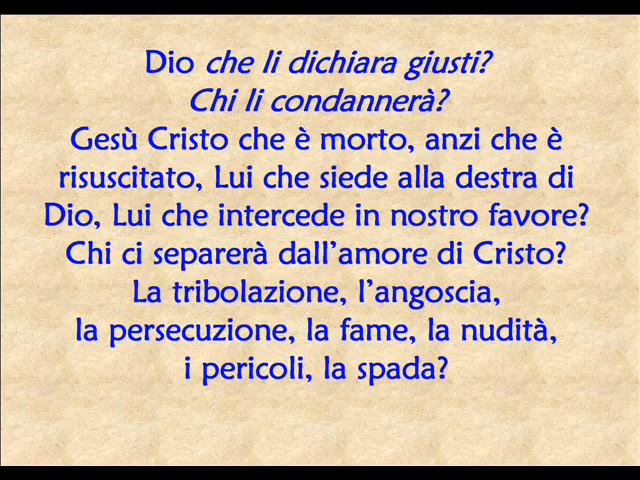 Dio che li dichiara giusti?
Chi li condannerà?
Gesù Cristo che è morto, anzi che è
risuscitato, Lui che siede alla destra di
Dio, Lui che intercede in nostro favore?
Chi ci separerà dall’amore di Cristo?
La tribolazione, l’angoscia,
la persecuzione, la fame, la nudità,
i pericoli, la spada?